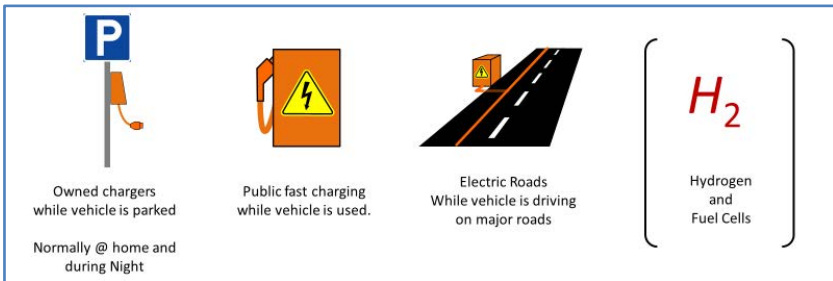 P
Owned chargers
while vehicle is parked
Normally @ home and
during Night
Public fast charging
while vehicle is used.
Electric Roads
While vehicle is driving
on major roads
H2
Hydrogen
and
Fuel Cells